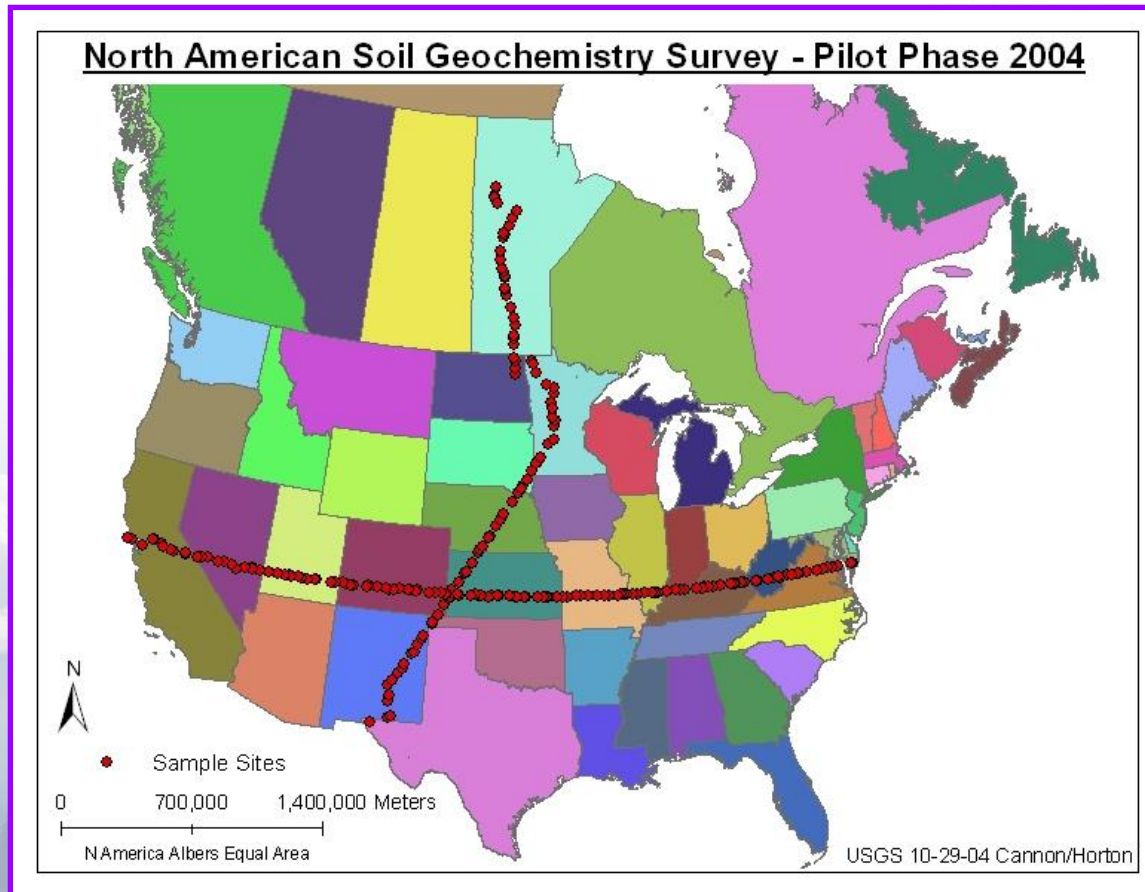 North American Soil Geochemistry Survey - Pilot Phase 2004
N
Sample Sites
0 700,000 1,400,000 Meters
N America Albers Equal Area
USGS 10-29-04 Cannon/Horton